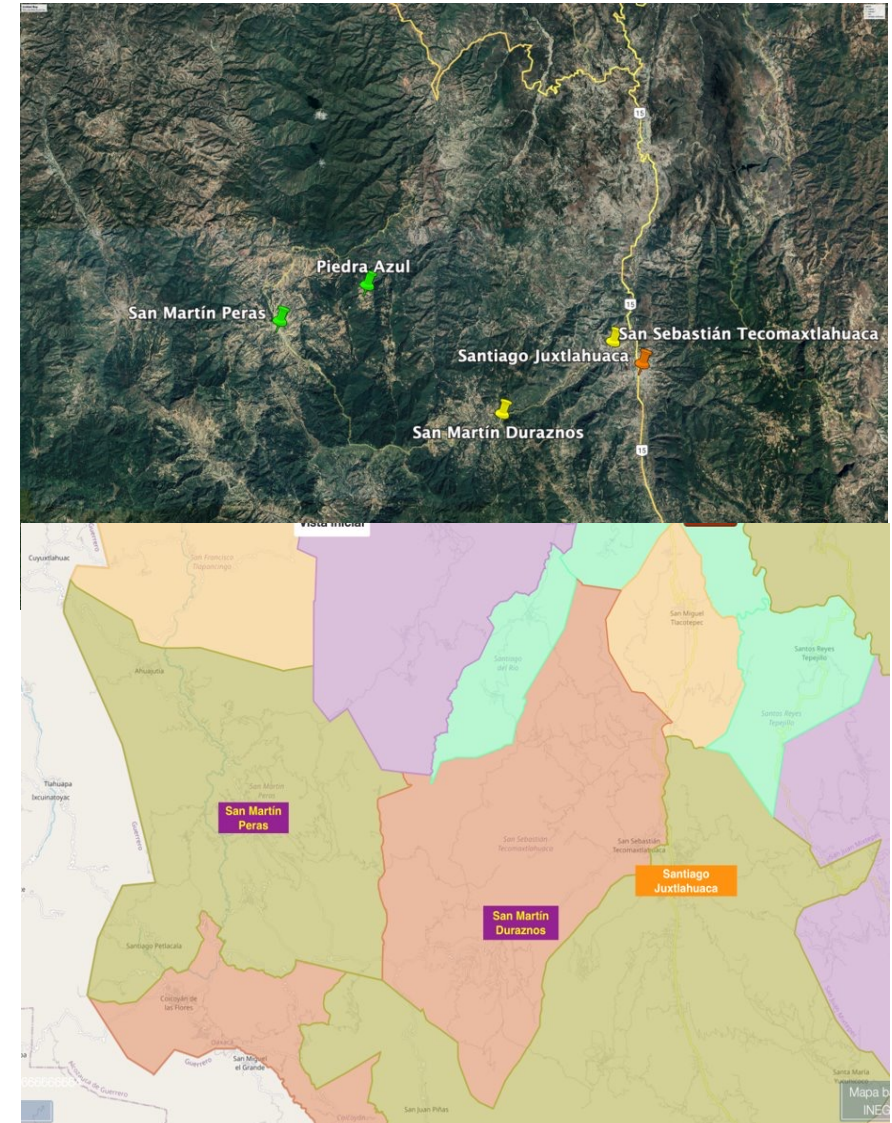 15
Piedra Azul
San Martín Peras
15
San Sebastián Tecomaxtlahuaca
Santiago Juxtlahuaca
San Martín Duraznos
15
Vista Inicial
Cuyuxtlahuac
Guerrero
San Francisco
Tlapancingo
San Miguel
Tlacotepec
Ahuajutla
Santiago
del Río
Santos Reyes
Tepejillo
Santos Reyes
Tepejillo
Tlahuapa
Ixcuinatoyac
San Martín
Peras
San Martín
Peras
Guerrero
San Sebastián
Tecomaxtlahuaca
San Sebastián
Tecomaxtlahuaca
Santiago
Juxtlahuaca
San Martín
Duraznos
Santiago Petlacala
Coicoyán de
las Flores
Oaxaca
Guerrero
San Miguel
el Grande
San Juan Piñas
Santa María
Mapa b
INEG